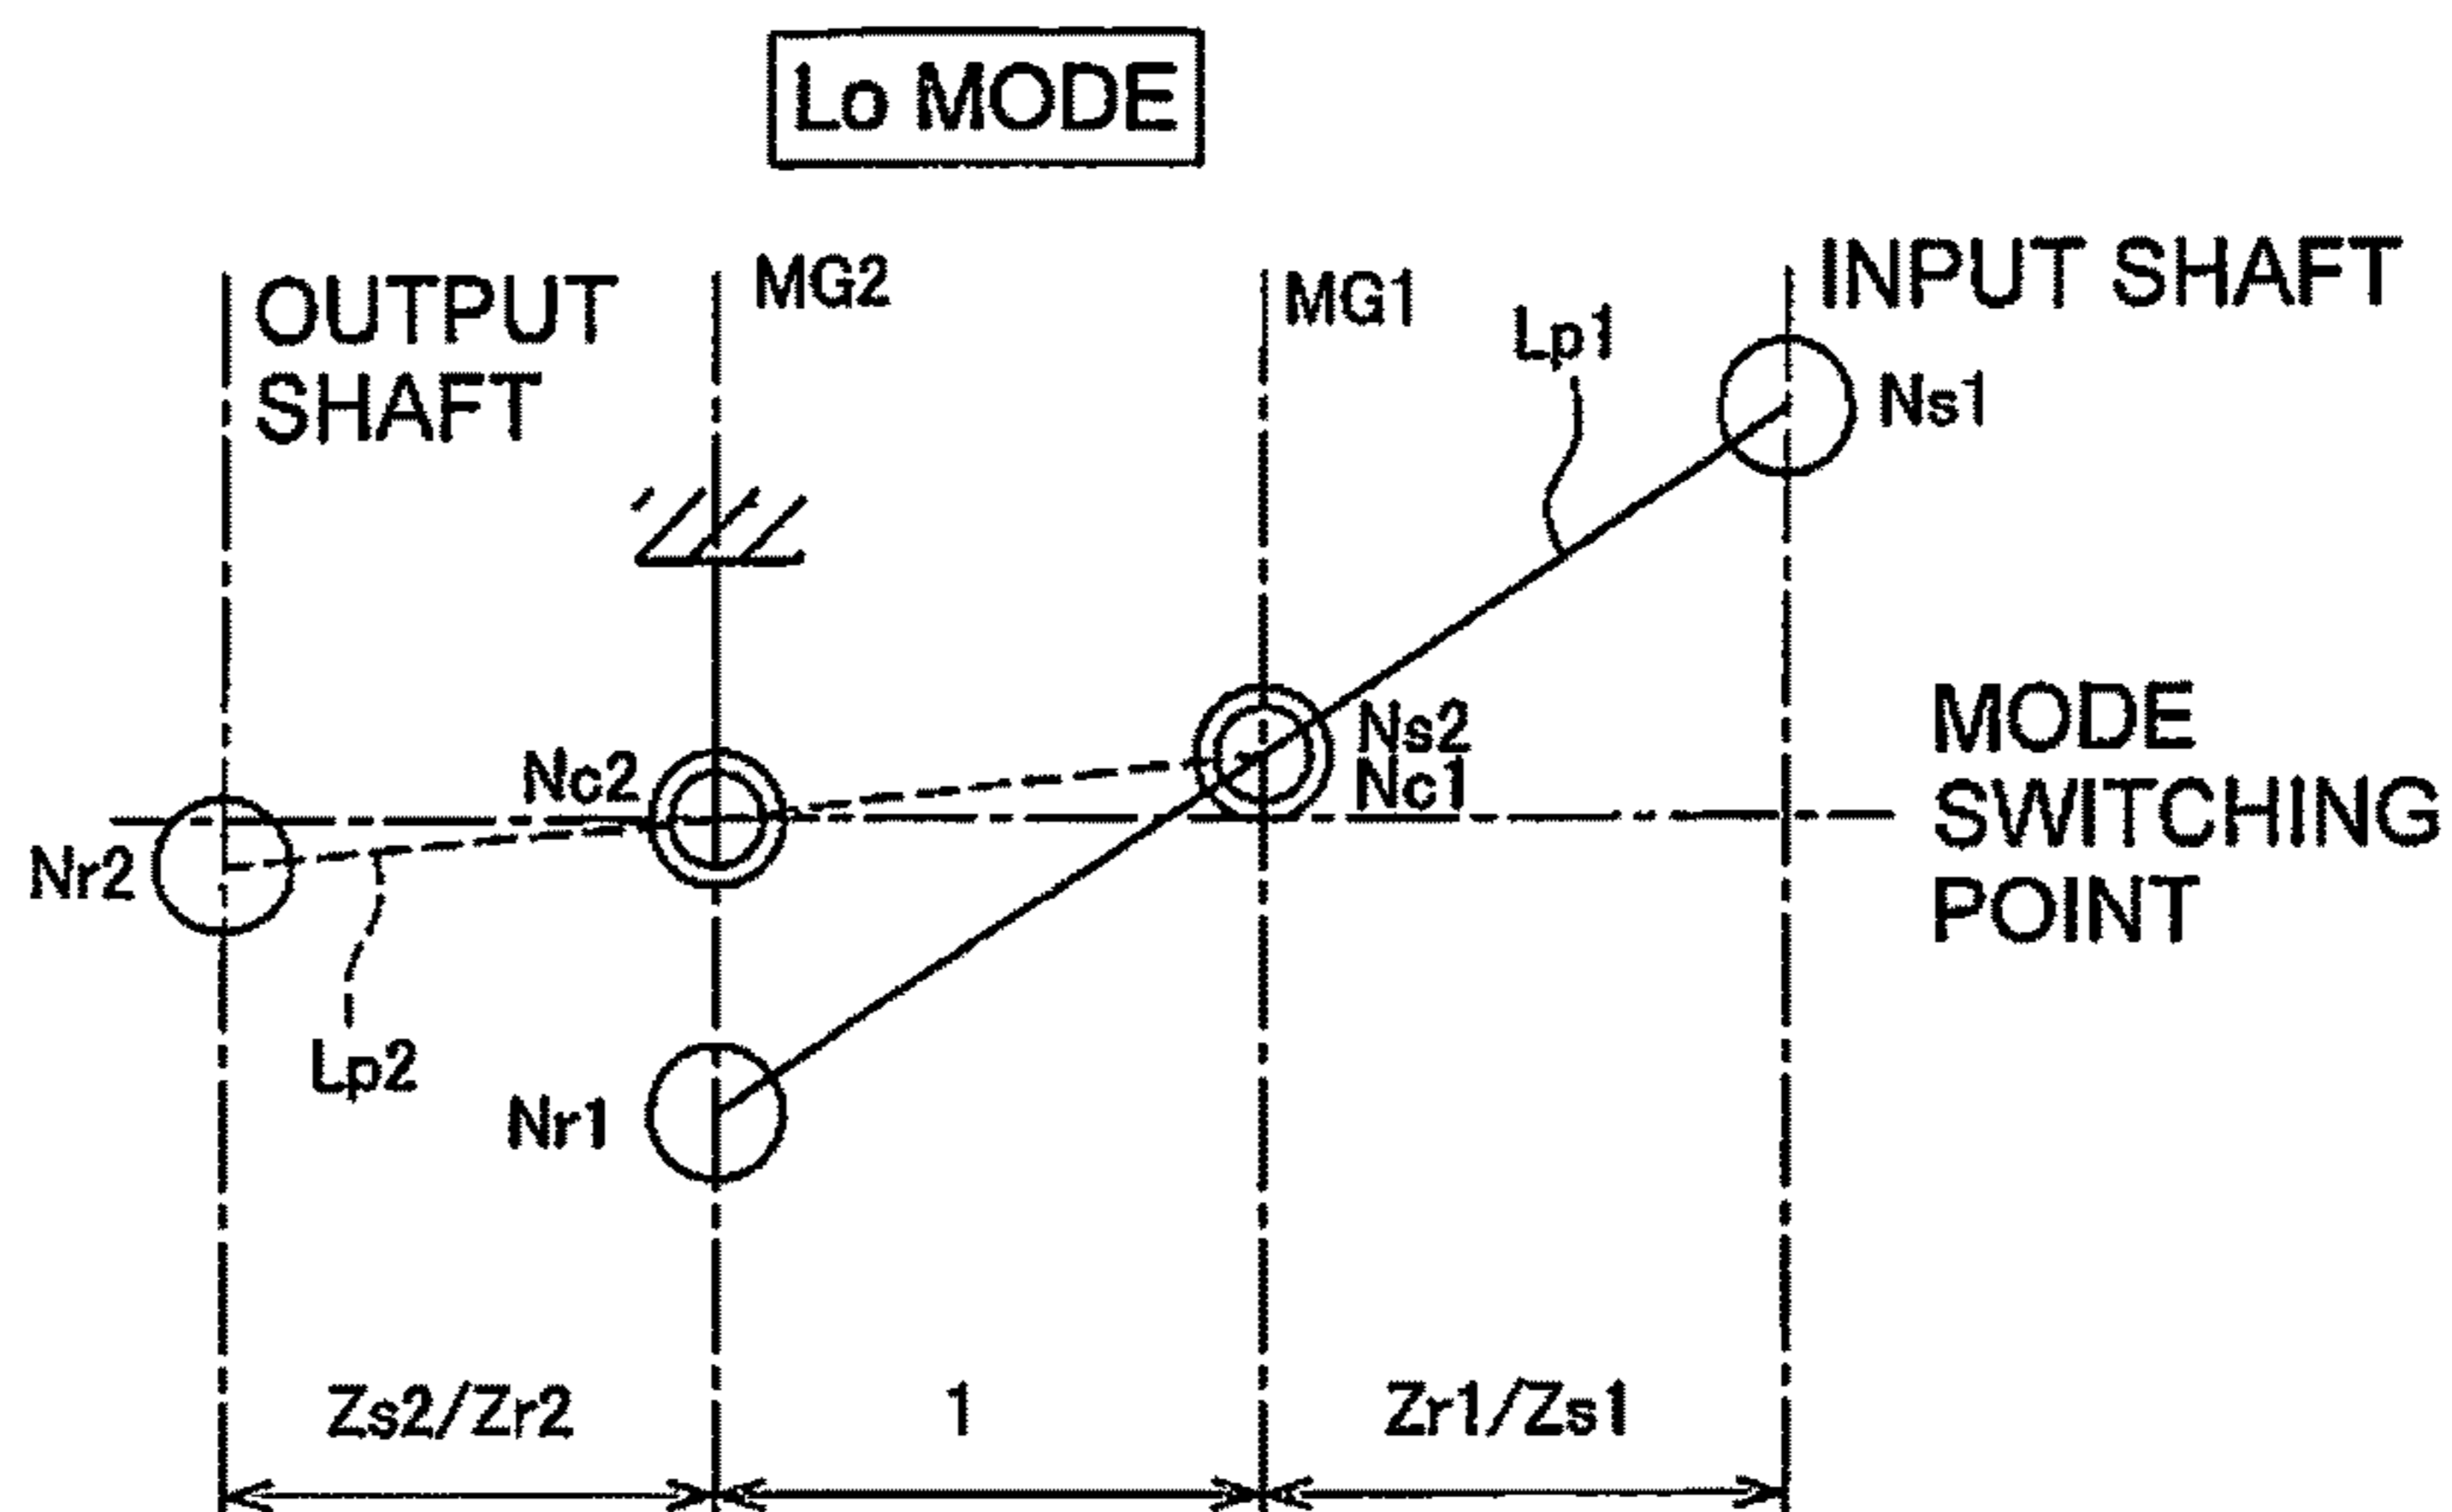 Lo MODE
OUTPUT
SHAFT
MG2
MG1
Lp1
INPUT SHAFT
Ns1
Nc2
Ns2
Nc1
MODE
SWITCHING
POINT
Nr2
Lp2
Nr1
Zs2/Zr2
1
Zr1/Zs1